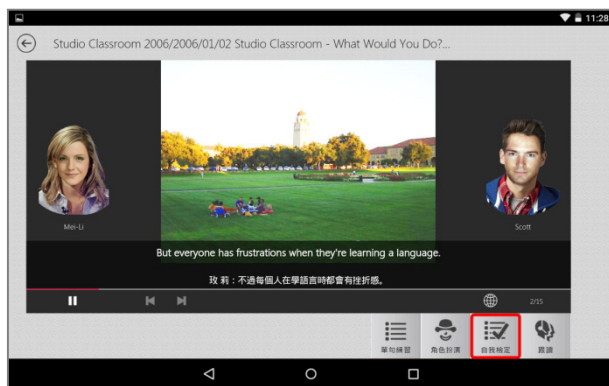 11:28
Studio Classroom 2006/2006/01/02 Studio Classroom - What Would You Do?...
Mei-Li
Scott
But everyone has frustrations when they're learning a language.
玫 莉：不過每個人在學語言時都會有挫折感。
2/15
單句練習
角色扮演
自我檢定
跟讀